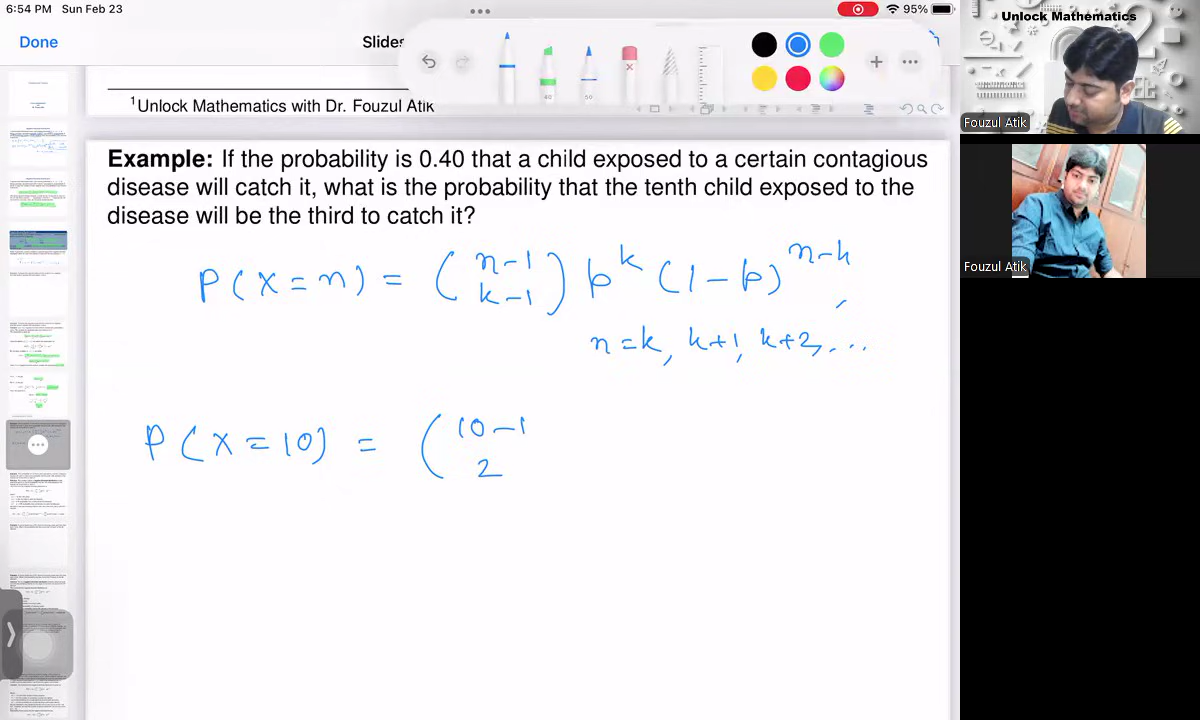 6:54 PM Sun Feb 23
95%
Done
Slides
40
50
¹Unlock Mathematics with Dr. Fouzul Atik
Example: If the probability is 0.40 that a child exposed to a certain contagious
disease will catch it, what is the probability that the tenth child exposed to the
disease will be the third to catch it?
P(X=n) = (n-1 k-1) p^k (1-p)^{n-k},
n=k, k+1, k+2, ...
P(X=10) = (10-1 2
Unlock Mathematics
Fouzul Atik
Fouzul Atik